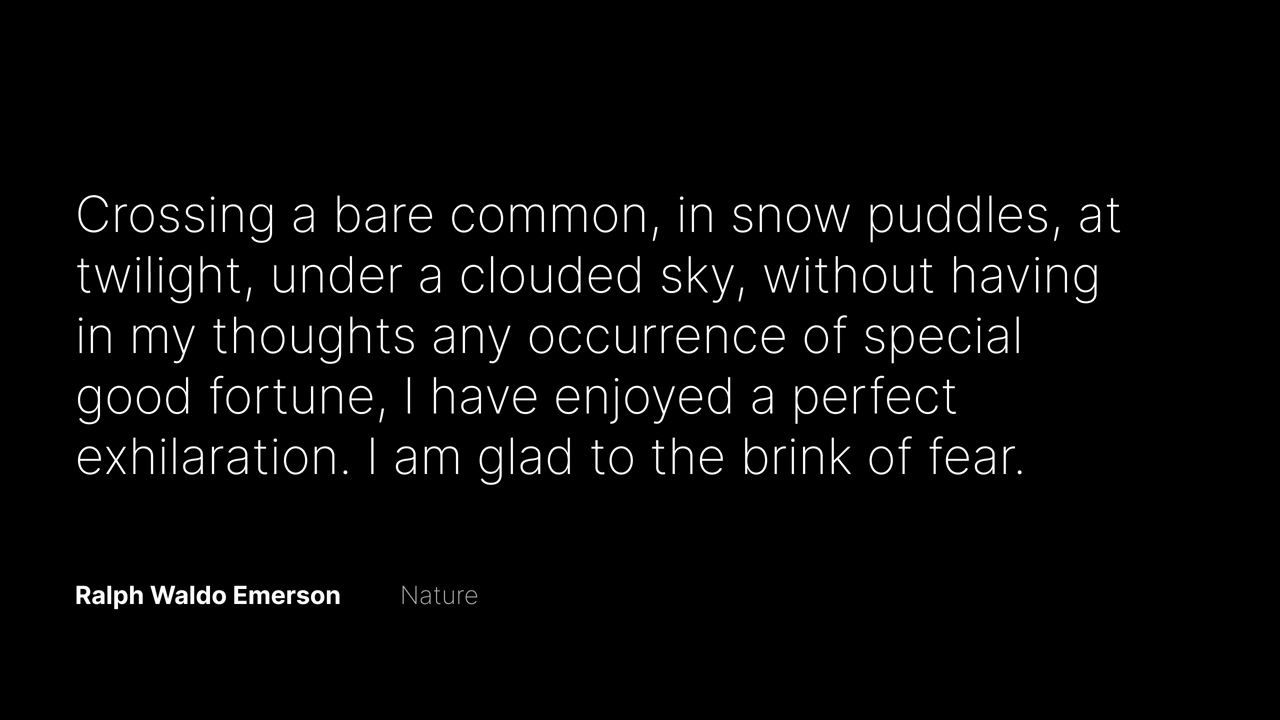 Crossing a bare common, in snow puddles, at
twilight, under a clouded sky, without having
in my thoughts any occurrence of special
good fortune, I have enjoyed a perfect
exhilaration. I am glad to the brink of fear.
Ralph Waldo Emerson Nature